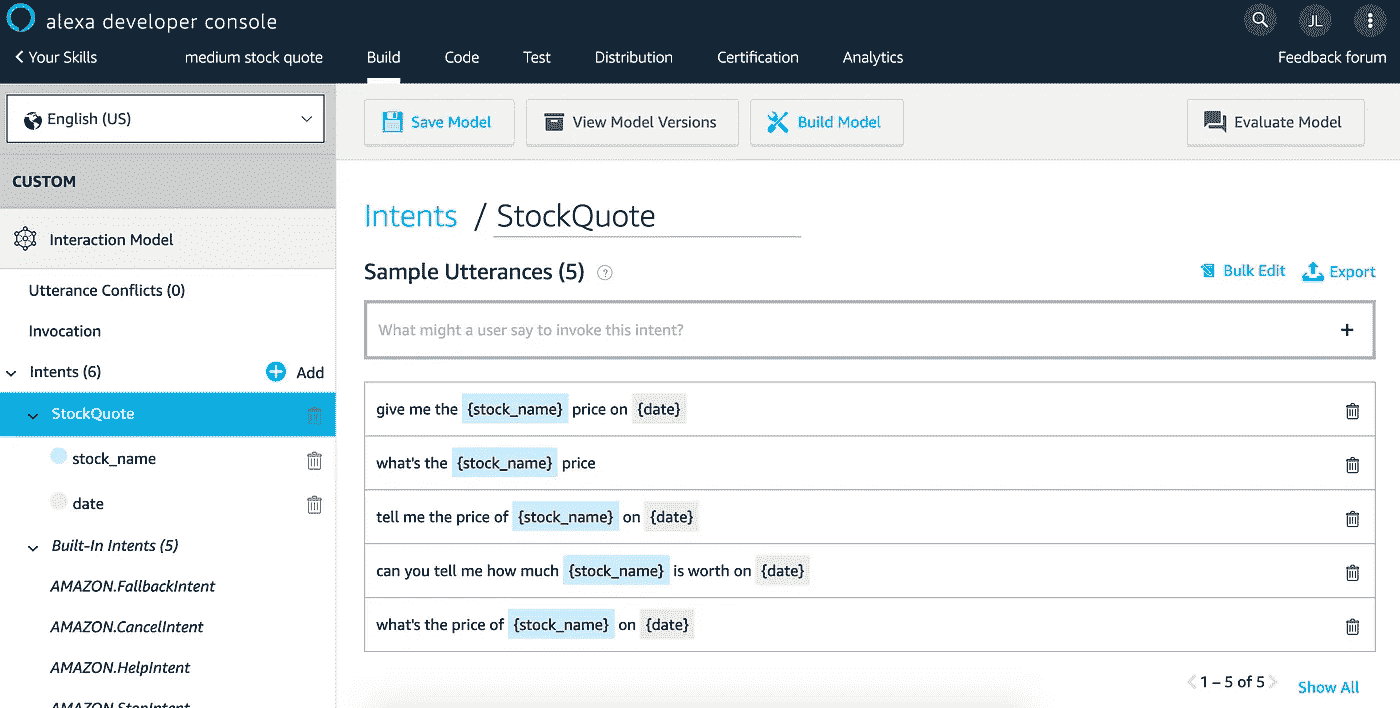 alexa developer console
JL
Your Skills
medium stock quote
Build
Code
Test
Distribution
Certification
Analytics
Feedback forum
English (US)
Save Model
View Model Versions
Build Model
Evaluate Model
CUSTOM
Interaction Model
Utterance Conflicts (0)
Invocation
Intents (6)
Add
StockQuote
stock_name
date
Built-In Intents (5)
AMAZON.FallbackIntent
AMAZON.CancelIntent
AMAZON.HelpIntent
AMAZON.StopIntent
Intents / StockQuote
Sample Utterances (5) ?
Bulk Edit
Export
What might a user say to invoke this intent? +
give me the {stock_name} price on {date}
what's the {stock_name} price
tell me the price of {stock_name} on {date}
can you tell me how much {stock_name} is worth on {date}
what's the price of {stock_name} on {date}
1 – 5 of 5
Show All